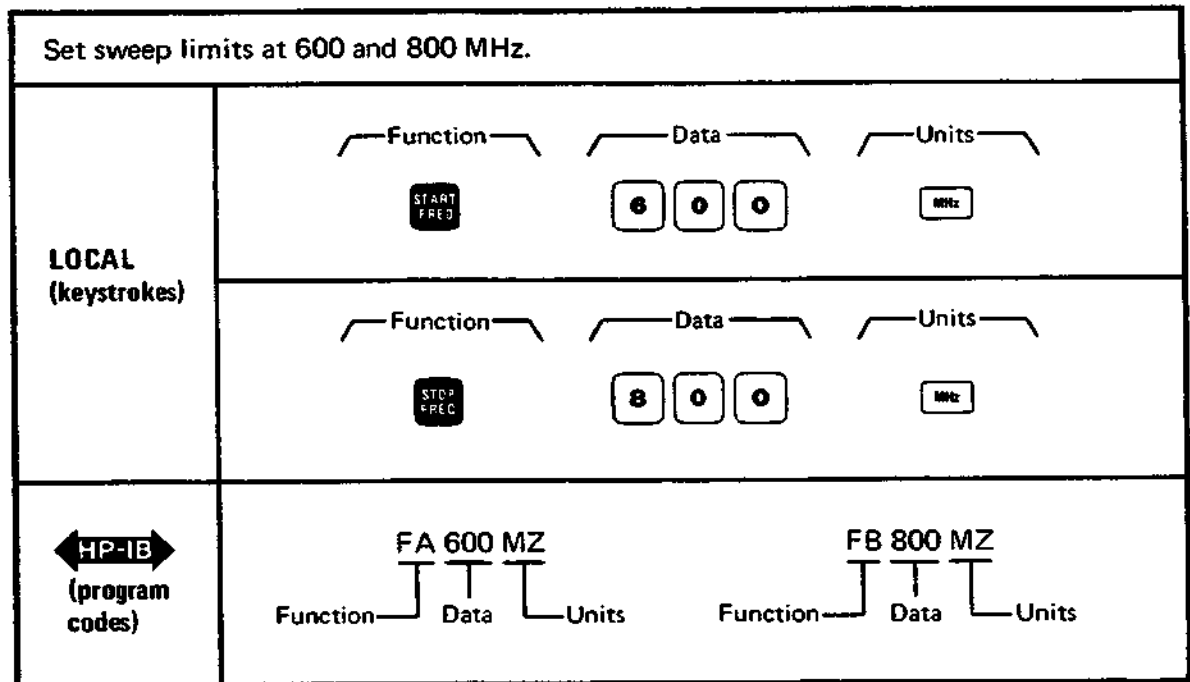 Set sweep limits at 600 and 800 MHz.
Function Data Units
START FREQ 6 0 0 MHz
LOCAL
(keystrokes)
Function Data Units
STOP FREQ 8 0 0 MHz
HP-IB
(program
codes)
FA 600 MZ FB 800 MZ
Function Data Units Function Data Units